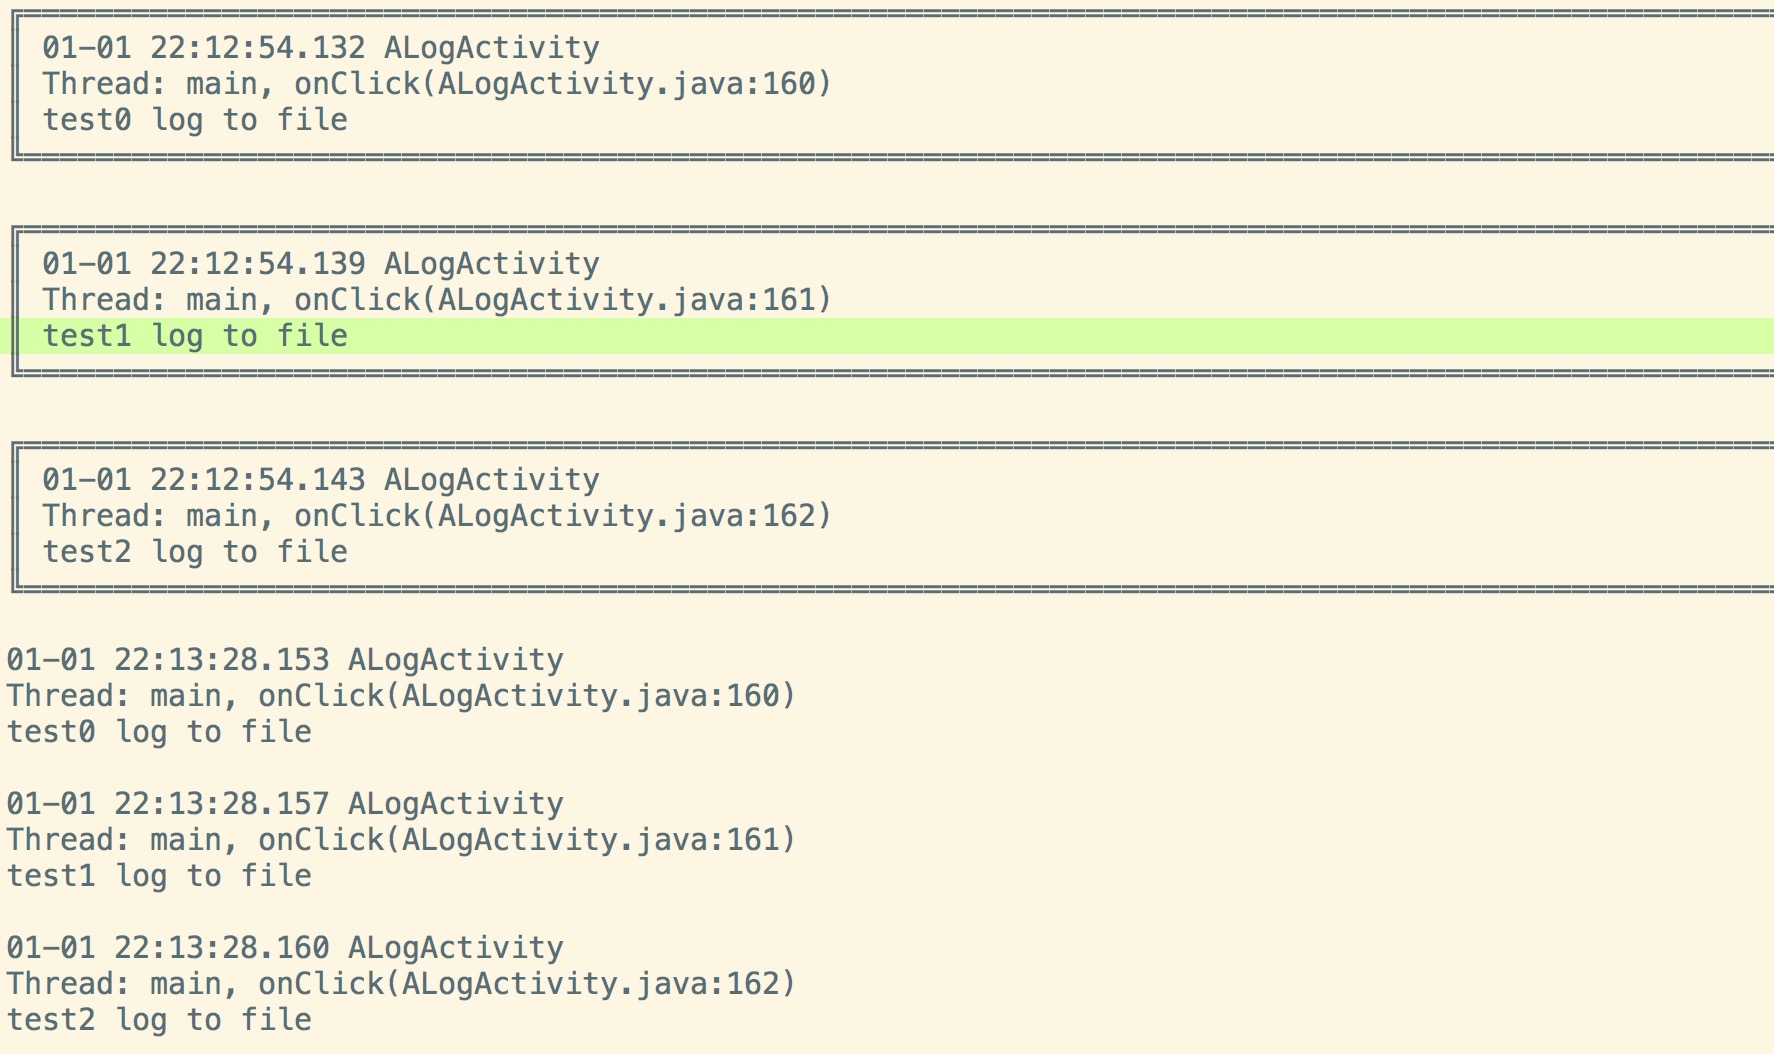 01-01 22:12:54.132 ALogActivity
Thread: main, onClick(ALogActivity.java:160)
test0 log to file
01-01 22:12:54.139 ALogActivity
Thread: main, onClick(ALogActivity.java:161)
test1 log to file
01-01 22:12:54.143 ALogActivity
Thread: main, onClick(ALogActivity.java:162)
test2 log to file
01-01 22:13:28.153 ALogActivity
Thread: main, onClick(ALogActivity.java:160)
test0 log to file
01-01 22:13:28.157 ALogActivity
Thread: main, onClick(ALogActivity.java:161)
test1 log to file
01-01 22:13:28.160 ALogActivity
Thread: main, onClick(ALogActivity.java:162)
test2 log to file